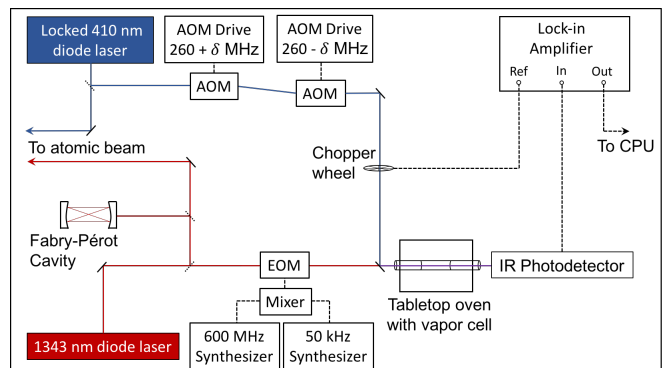 Locked 410 nm
diode laser
AOM Drive
260 + δ MHz
AOM Drive
260 - δ MHz
Lock-in
Amplifier
Ref
In
Out
AOM
AOM
To CPU
To atomic beam
Chopper
wheel
Fabry-Pérot
Cavity
EOM
IR Photodetector
Mixer
Tabletop oven
with vapor cell
600 MHz
Synthesizer
50 kHz
Synthesizer
1343 nm diode laser